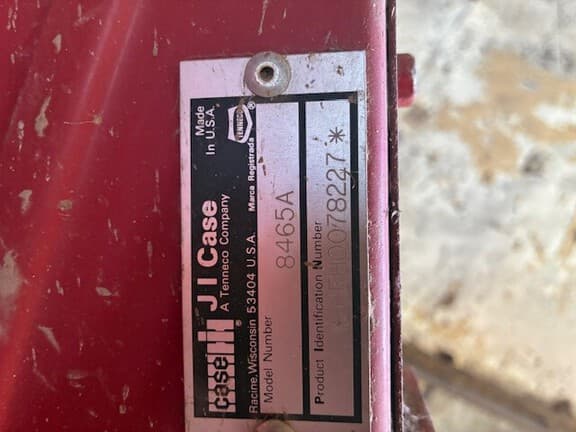 case IH
J I Case
A Tenneco Company
Made
In U.S.A.
TENNECO
®
Racine, Wisconsin 53404 U.S.A.
Marca Registrada
Model Number
8465A
Product Identification Number
0078227*